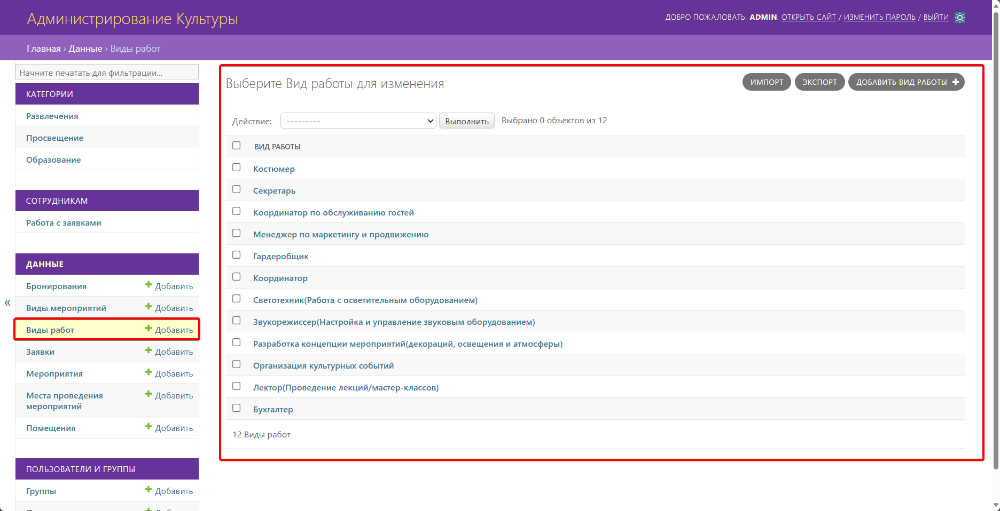 Администрирование Культуры
ДОБРО ПОЖАЛОВАТЬ, ADMIN. ОТКРЫТЬ САЙТ / ИЗМЕНИТЬ ПАРОЛЬ / ВЫЙТИ
Главная › Данные › Виды работ
Начните печатать для фильтрации...
КАТЕГОРИИ
Развлечения
Просвещение
Образование
СОТРУДНИКАМ
Работа с заявками
ДАННЫЕ
Бронирования Добавить
Виды мероприятий Добавить
Виды работ Добавить
Заявки Добавить
Мероприятия Добавить
Места проведения Добавить
мероприятий
Помещения Добавить
ПОЛЬЗОВАТЕЛИ И ГРУППЫ
Группы Добавить
«
Выберите Вид работы для изменения
ИМПОРТ
ЭКСПОРТ
ДОБАВИТЬ ВИД РАБОТЫ
Действие: --------- Выполнить Выбрано 0 объектов из 12
ВИД РАБОТЫ
Костюмер
Секретарь
Координатор по обслуживанию гостей
Менеджер по маркетингу и продвижению
Гардеробщик
Координатор
Светотехник(Работа с осветительным оборудованием)
Звукорежиссер(Настройка и управление звуковым оборудованием)
Разработка концепции мероприятий(декораций, освещения и атмосферы)
Организация культурных событий
Лектор(Проведение лекций/мастер-классов)
Бухгалтер
12 Виды работ